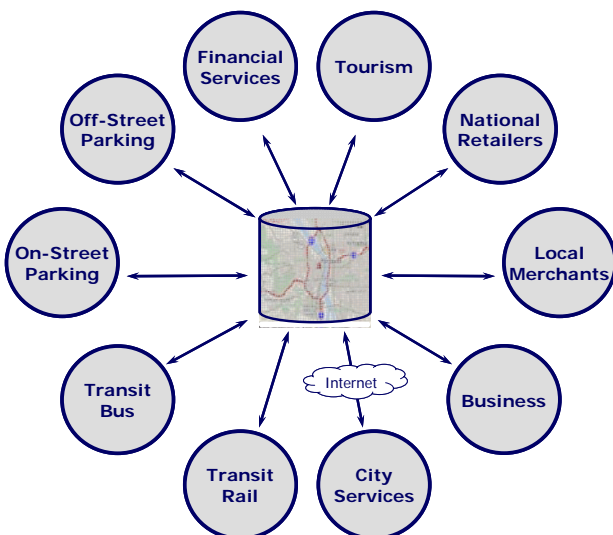 Financial
Services
Tourism
Off-Street
Parking
National
Retailers
On-Street
Parking
Local
Merchants
Transit
Bus
Internet
Business
Transit
Rail
City
Services